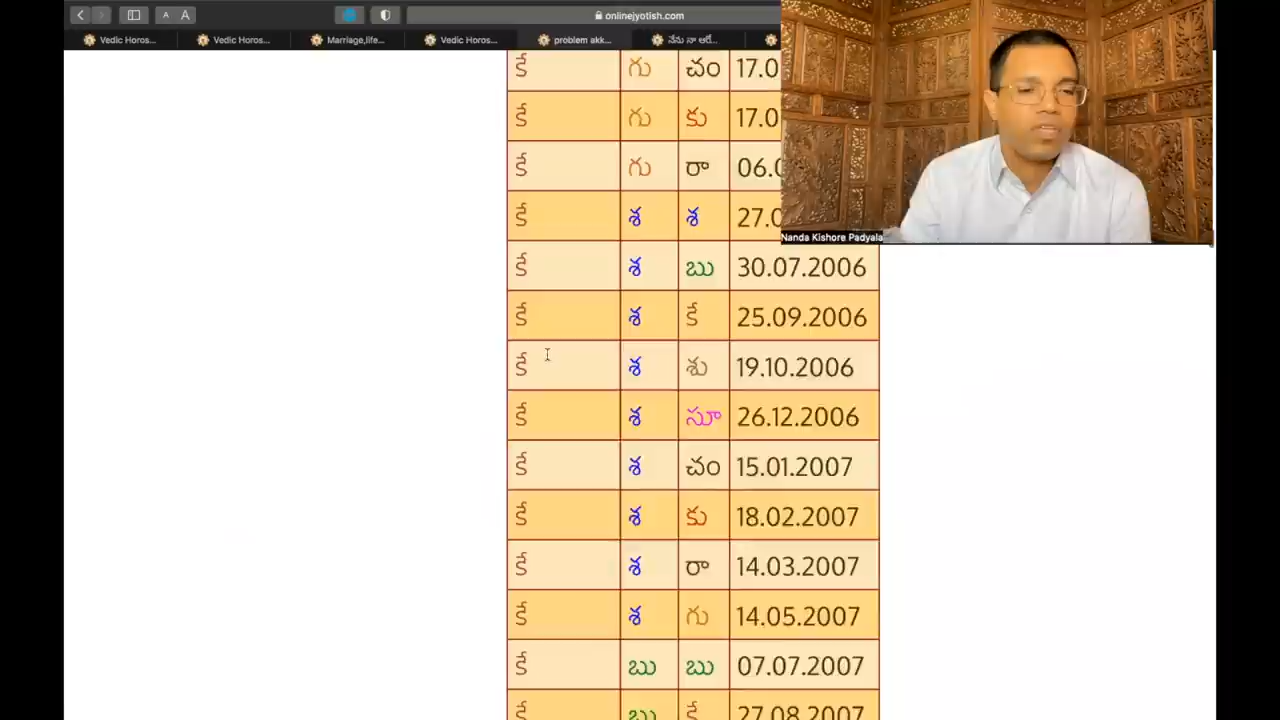 A A onlinejyotish.com
Vedic Horos... Vedic Horos... Marriage,life... Vedic Horos... problem akk... నేను నా ఆరో...
కే గు చం 17.0
కే గు కు 17.0
కే గు రా 06.0
కే శ శ 27.0
Nanda Kishore Padyala
కే శ బు 30.07.2006
కే శ కే 25.09.2006
కే శ శు 19.10.2006
కే శ సూ 26.12.2006
కే శ చం 15.01.2007
కే శ కు 18.02.2007
కే శ రా 14.03.2007
కే శ గు 14.05.2007
కే బు బు 07.07.2007
కే బు కే 27.08.2007